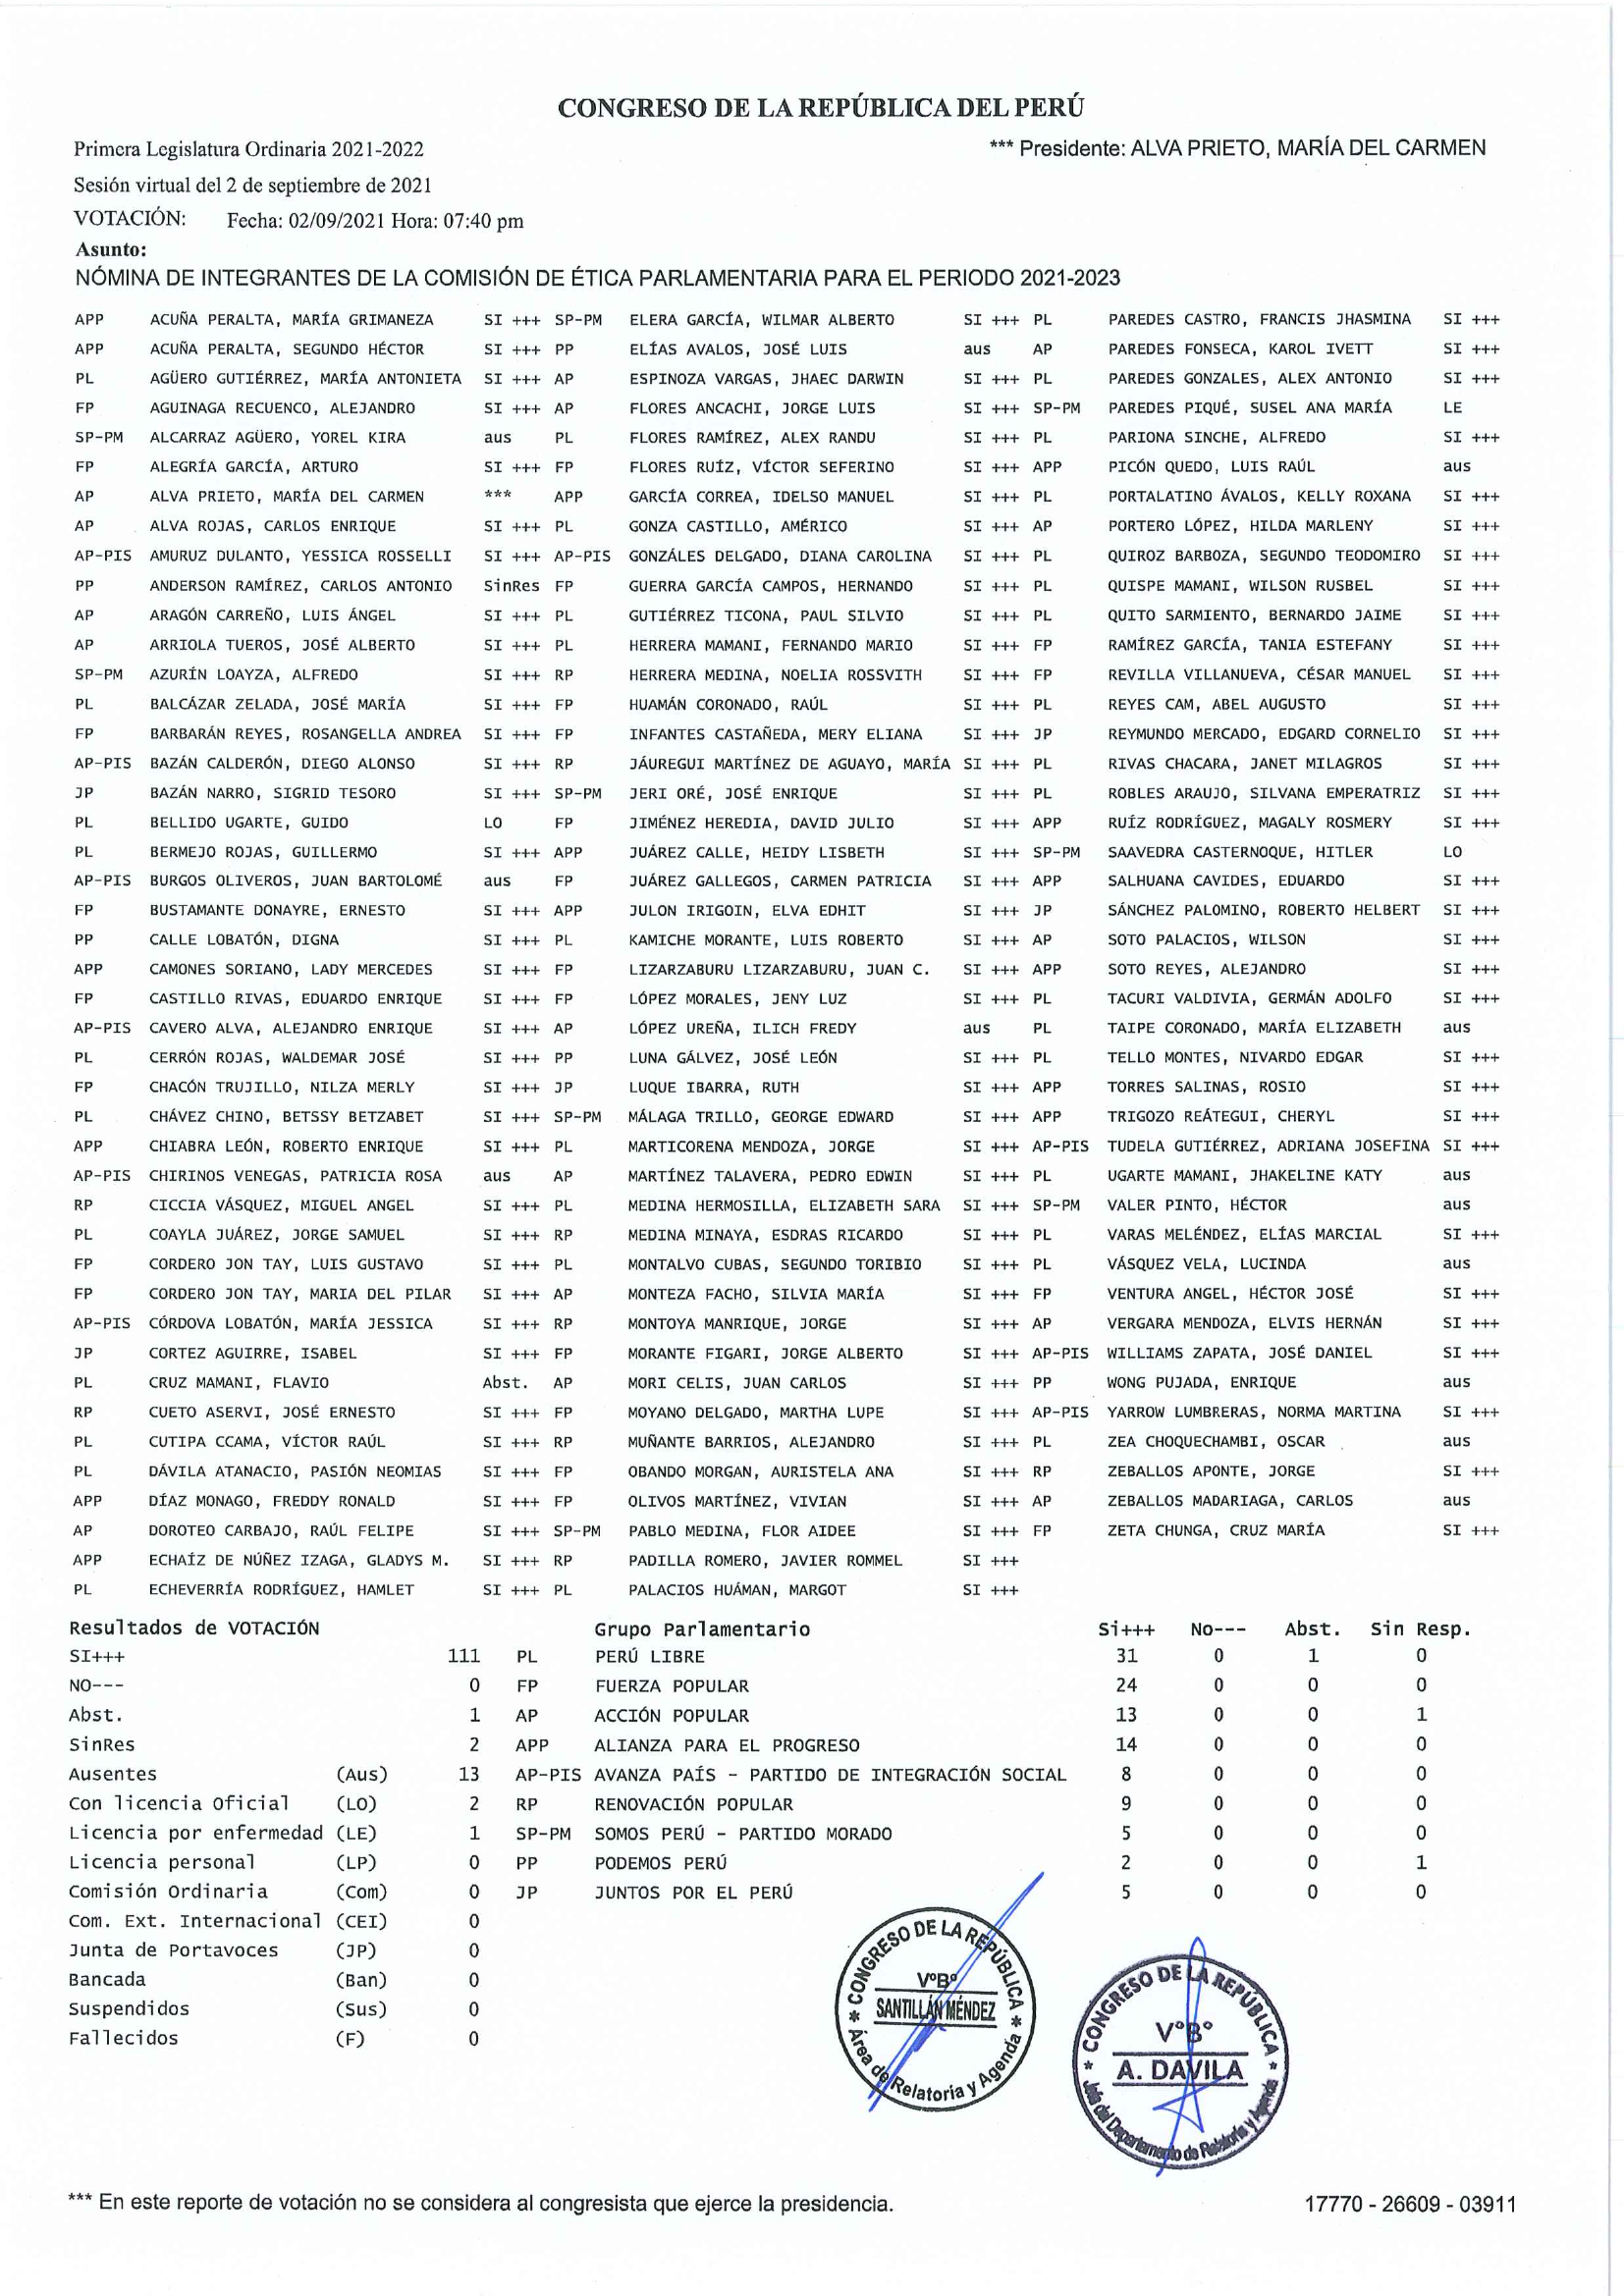 CONGRESO DE LA REPÚBLICA DEL PERÚ
Primera Legislatura Ordinaria 2021-2022 *** Presidente: ALVA PRIETO, MARÍA DEL CARMEN
Sesión virtual del 2 de septiembre de 2021
VOTACIÓN: Fecha: 02/09/2021 Hora: 07:40 pm
Asunto:
NÓMINA DE INTEGRANTES DE LA COMISIÓN DE ÉTICA PARLAMENTARIA PARA EL PERIODO 2021-2023
APP ACUÑA PERALTA, MARÍA GRIMANEZA SI +++ SP-PM ELERA GARCÍA, WILMAR ALBERTO SI +++ PL PAREDES CASTRO, FRANCIS JHASMINA SI +++
APP ACUÑA PERALTA, SEGUNDO HÉCTOR SI +++ PP ELÍAS AVALOS, JOSÉ LUIS aus AP PAREDES FONSECA, KAROL IVETT SI +++
PL AGÜERO GUTIÉRREZ, MARÍA ANTONIETA SI +++ AP ESPINOZA VARGAS, JHAEC DARWIN SI +++ PL PAREDES GONZALES, ALEX ANTONIO SI +++
FP AGUINAGA RECUENCO, ALEJANDRO SI +++ AP FLORES ANCACHI, JORGE LUIS SI +++ SP-PM PAREDES PIQUÉ, SUSEL ANA MARÍA LE
SP-PM ALCARRAZ AGÜERO, YOREL KIRA aus PL FLORES RAMÍREZ, ALEX RANDU SI +++ PL PARIONA SINCHE, ALFREDO SI +++
FP ALEGRÍA GARCÍA, ARTURO SI +++ FP FLORES RUÍZ, VÍCTOR SEFERINO SI +++ APP PICÓN QUEDO, LUIS RAÚL aus
AP ALVA PRIETO, MARÍA DEL CARMEN *** APP GARCÍA CORREA, IDELSO MANUEL SI +++ PL PORTALATINO ÁVALOS, KELLY ROXANA SI +++
AP ALVA ROJAS, CARLOS ENRIQUE SI +++ PL GONZA CASTILLO, AMÉRICO SI +++ AP PORTERO LÓPEZ, HILDA MARLENY SI +++
AP-PIS AMURUZ DULANTO, YESSICA ROSSELLI SI +++ AP-PIS GONZÁLES DELGADO, DIANA CAROLINA SI +++ PL QUIROZ BARBOZA, SEGUNDO TEODOMIRO SI +++
PP ANDERSON RAMÍREZ, CARLOS ANTONIO SinRes FP GUERRA GARCÍA CAMPOS, HERNANDO SI +++ PL QUISPE MAMANI, WILSON RUSBEL SI +++
AP ARAGÓN CARREÑO, LUIS ÁNGEL SI +++ PL GUTIÉRREZ TICONA, PAUL SILVIO SI +++ PL QUITO SARMIENTO, BERNARDO JAIME SI +++
AP ARRIOLA TUEROS, JOSÉ ALBERTO SI +++ PL HERRERA MAMANI, FERNANDO MARIO SI +++ FP RAMÍREZ GARCÍA, TANIA ESTEFANY SI +++
SP-PM AZURÍN LOAYZA, ALFREDO SI +++ RP HERRERA MEDINA, NOELIA ROSSVITH SI +++ FP REVILLA VILLANUEVA, CÉSAR MANUEL SI +++
PL BALCÁZAR ZELADA, JOSÉ MARÍA SI +++ FP HUAMÁN CORONADO, RAÚL SI +++ PL REYES CAM, ABEL AUGUSTO SI +++
FP BARBARÁN REYES, ROSANGELLA ANDREA SI +++ FP INFANTES CASTAÑEDA, MERY ELIANA SI +++ JP REYMUNDO MERCADO, EDGARD CORNELIO SI +++
AP-PIS BAZÁN CALDERÓN, DIEGO ALONSO SI +++ RP JÁUREGUI MARTÍNEZ DE AGUAYO, MARÍA SI +++ PL RIVAS CHACARA, JANET MILAGROS SI +++
JP BAZÁN NARRO, SIGRID TESORO SI +++ SP-PM JERI ORÉ, JOSÉ ENRIQUE SI +++ PL ROBLES ARAUJO, SILVANA EMPERATRIZ SI +++
PL BELLIDO UGARTE, GUIDO LO FP JIMÉNEZ HEREDIA, DAVID JULIO SI +++ APP RUÍZ RODRÍGUEZ, MAGALY ROSMERY SI +++
PL BERMEJO ROJAS, GUILLERMO SI +++ APP JUÁREZ CALLE, HEIDY LISBETH SI +++ SP-PM SAAVEDRA CASTERNOQUE, HITLER LO
AP-PIS BURGOS OLIVEROS, JUAN BARTOLOMÉ aus FP JUÁREZ GALLEGOS, CARMEN PATRICIA SI +++ APP SALHUANA CAVIDES, EDUARDO SI +++
FP BUSTAMANTE DONAYRE, ERNESTO SI +++ APP JULON IRIGOIN, ELVA EDHIT SI +++ JP SÁNCHEZ PALOMINO, ROBERTO HELBERT SI +++
PP CALLE LOBATÓN, DIGNA SI +++ PL KAMICHE MORANTE, LUIS ROBERTO SI +++ AP SOTO PALACIOS, WILSON SI +++
APP CAMONES SORIANO, LADY MERCEDES SI +++ FP LIZARZABURU LIZARZABURU, JUAN C. SI +++ APP SOTO REYES, ALEJANDRO SI +++
FP CASTILLO RIVAS, EDUARDO ENRIQUE SI +++ FP LÓPEZ MORALES, JENY LUZ SI +++ PL TACURI VALDIVIA, GERMÁN ADOLFO SI +++
AP-PIS CAVERO ALVA, ALEJANDRO ENRIQUE SI +++ AP LÓPEZ UREÑA, ILICH FREDY aus PL TAIPE CORONADO, MARÍA ELIZABETH aus
PL CERRÓN ROJAS, WALDEMAR JOSÉ SI +++ PP LUNA GÁLVEZ, JOSÉ LEÓN SI +++ PL TELLO MONTES, NIVARDO EDGAR SI +++
FP CHACÓN TRUJILLO, NILZA MERLY SI +++ JP LUQUE IBARRA, RUTH SI +++ APP TORRES SALINAS, ROSIO SI +++
PL CHÁVEZ CHINO, BETSSY BETZABET SI +++ SP-PM MÁLAGA TRILLO, GEORGE EDWARD SI +++ APP TRIGOZO REÁTEGUI, CHERYL SI +++
APP CHIABRA LEÓN, ROBERTO ENRIQUE SI +++ PL MARTICORENA MENDOZA, JORGE SI +++ AP-PIS TUDELA GUTIÉRREZ, ADRIANA JOSEFINA SI +++
AP-PIS CHIRINOS VENEGAS, PATRICIA ROSA aus AP MARTÍNEZ TALAVERA, PEDRO EDWIN SI +++ PL UGARTE MAMANI, JHAKELINE KATY aus
RP CICCIA VÁSQUEZ, MIGUEL ANGEL SI +++ PL MEDINA HERMOSILLA, ELIZABETH SARA SI +++ SP-PM VALER PINTO, HÉCTOR aus
PL COAYLA JUÁREZ, JORGE SAMUEL SI +++ RP MEDINA MINAYA, ESDRAS RICARDO SI +++ PL VARAS MELÉNDEZ, ELÍAS MARCIAL SI +++
FP CORDERO JON TAY, LUIS GUSTAVO SI +++ PL MONTALVO CUBAS, SEGUNDO TORIBIO SI +++ PL VÁSQUEZ VELA, LUCINDA aus
FP CORDERO JON TAY, MARIA DEL PILAR SI +++ AP MONTEZA FACHO, SILVIA MARÍA SI +++ FP VENTURA ANGEL, HÉCTOR JOSÉ SI +++
AP-PIS CÓRDOVA LOBATÓN, MARÍA JESSICA SI +++ RP MONTOYA MANRIQUE, JORGE SI +++ AP VERGARA MENDOZA, ELVIS HERNÁN SI +++
JP CORTEZ AGUIRRE, ISABEL SI +++ FP MORANTE FIGARI, JORGE ALBERTO SI +++ AP-PIS WILLIAMS ZAPATA, JOSÉ DANIEL SI +++
PL CRUZ MAMANI, FLAVIO Abst. AP MORI CELIS, JUAN CARLOS SI +++ PP WONG PUJADA, ENRIQUE aus
RP CUETO ASERVI, JOSÉ ERNESTO SI +++ FP MOYANO DELGADO, MARTHA LUPE SI +++ AP-PIS YARROW LUMBRERAS, NORMA MARTINA SI +++
PL CUTIPA CCAMA, VÍCTOR RAÚL SI +++ RP MUÑANTE BARRIOS, ALEJANDRO SI +++ PL ZEA CHOQUECHAMBI, OSCAR aus
PL DÁVILA ATANACIO, PASIÓN NEOMIAS SI +++ FP OBANDO MORGAN, AURISTELA ANA SI +++ RP ZEBALLOS APONTE, JORGE SI +++
APP DÍAZ MONAGO, FREDDY RONALD SI +++ FP OLIVOS MARTÍNEZ, VIVIAN SI +++ AP ZEBALLOS MADARIAGA, CARLOS aus
AP DOROTEO CARBAJO, RAÚL FELIPE SI +++ SP-PM PABLO MEDINA, FLOR AIDEE SI +++ FP ZETA CHUNGA, CRUZ MARÍA SI +++
APP ECHAÍZ DE NÚÑEZ IZAGA, GLADYS M. SI +++ RP PADILLA ROMERO, JAVIER ROMMEL SI +++
PL ECHEVERRÍA RODRÍGUEZ, HAMLET SI +++ PL PALACIOS HUÁMAN, MARGOT SI +++
Resultados de VOTACIÓN Grupo Parlamentario Si+++ No--- Abst. Sin Resp.
SI+++ 111 PL PERÚ LIBRE 31 0 1 0
NO--- 0 FP FUERZA POPULAR 24 0 0 0
Abst. 1 AP ACCIÓN POPULAR 13 0 0 1
SinRes 2 APP ALIANZA PARA EL PROGRESO 14 0 0 0
Ausentes (Aus) 13 AP-PIS AVANZA PAÍS - PARTIDO DE INTEGRACIÓN SOCIAL 8 0 0 0
Con licencia Oficial (LO) 2 RP RENOVACIÓN POPULAR 9 0 0 0
Licencia por enfermedad (LE) 1 SP-PM SOMOS PERÚ - PARTIDO MORADO 5 0 0 0
Licencia personal (LP) 0 PP PODEMOS PERÚ 2 0 0 1
Comisión Ordinaria (Com) 0 JP JUNTOS POR EL PERÚ 5 0 0 0
Com. Ext. Internacional (CEI) 0
Junta de Portavoces (JP) 0
Bancada (Ban) 0
Suspendidos (Sus) 0
Fallecidos (F) 0
* CONGRESO DE LA REPÚBLICA *
V°B°
SANTILLÁN MÉNDEZ
Área de Relatoría y Agenda
* CONGRESO DE LA REPÚBLICA *
V°B°
A. DAVILA
Jefa del Departamento de Relatoría y Agenda
*** En este reporte de votación no se considera al congresista que ejerce la presidencia. 17770 - 26609 - 03911